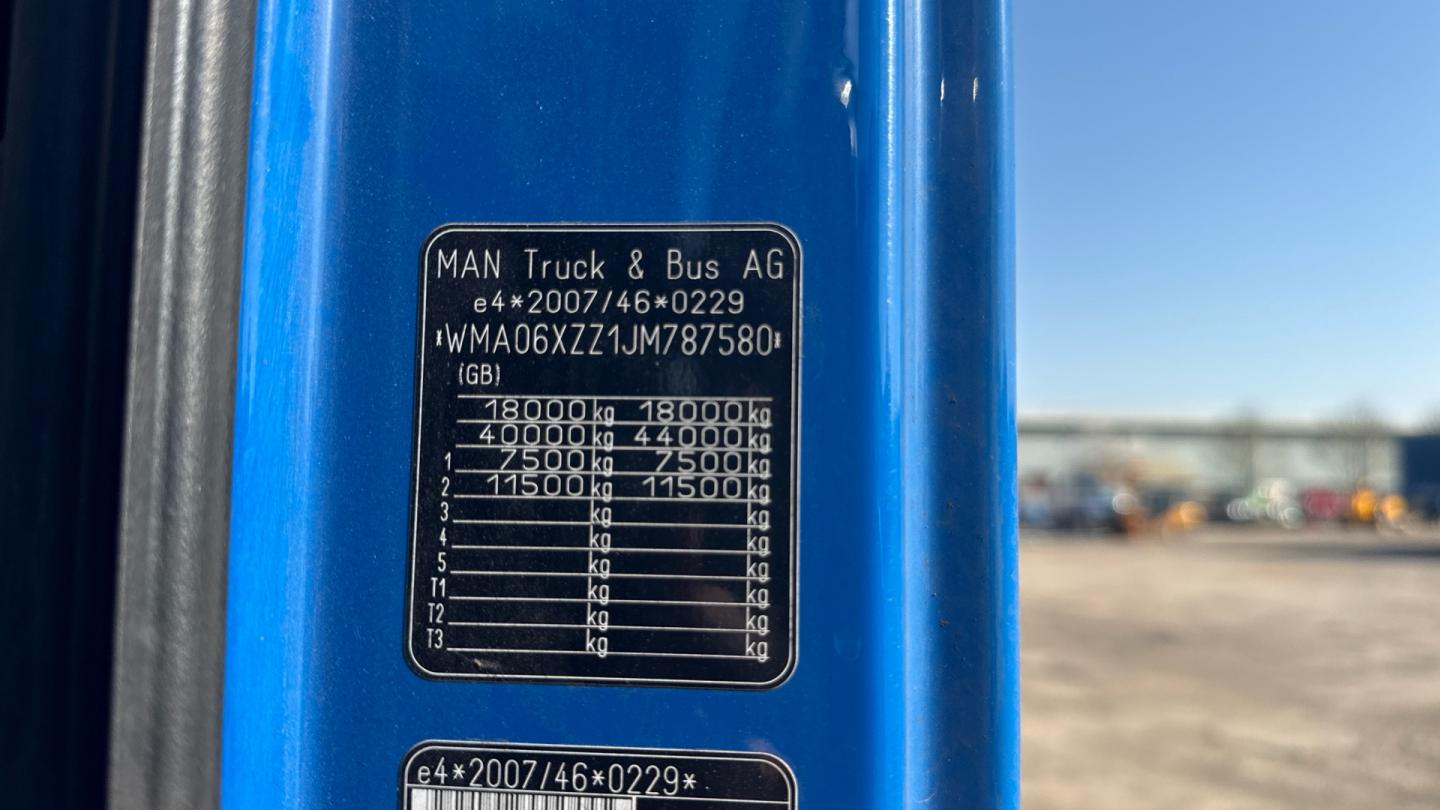 MAN Truck & Bus AG
e4*2007/46*0229
*WMA06XZZ1JM787580*
(GB)
18000 kg 18000 kg
40000 kg 44000 kg
1 7500 kg 7500 kg
2 11500 kg 11500 kg
3 kg kg
4 kg kg
5 kg kg
T1 kg kg
T2 kg kg
T3 kg kg
e4*2007/46*0229*